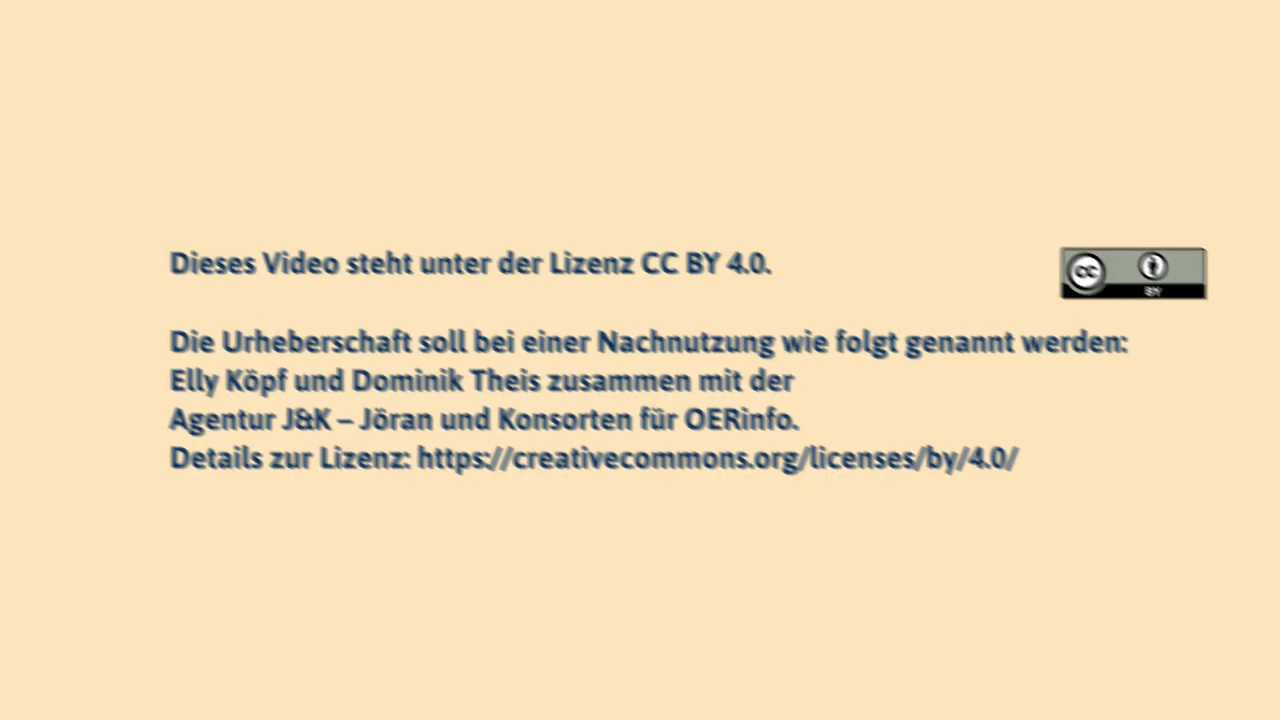 Dieses Video steht unter der Lizenz CC BY 4.0.
cc
BY
Die Urheberschaft soll bei einer Nachnutzung wie folgt genannt werden:
Elly Köpf und Dominik Theis zusammen mit der
Agentur J&K – Jöran und Konsorten für OERinfo.
Details zur Lizenz: https://creativecommons.org/licenses/by/4.0/